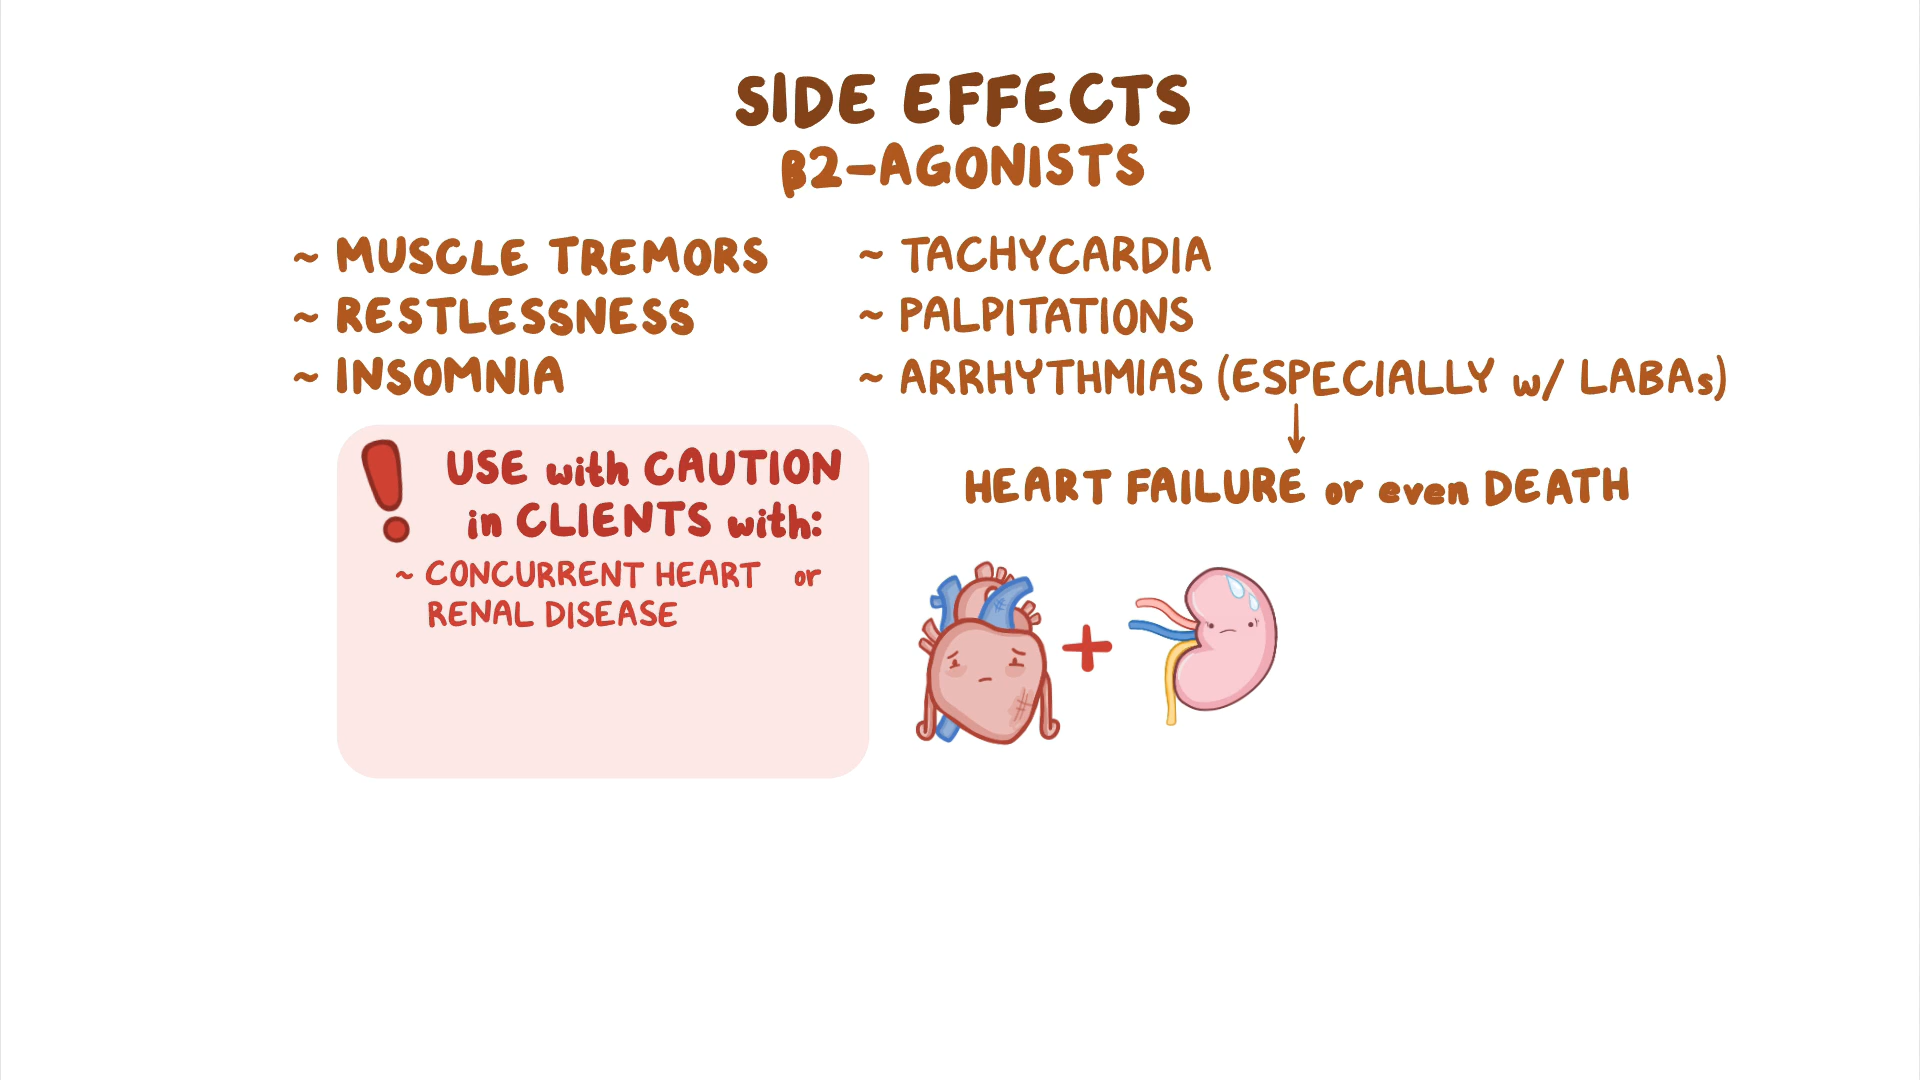 SIDE EFFECTS
β2-AGONISTS
~ MUSCLE TREMORS
~ RESTLESSNESS
~ INSOMNIA
~ TACHYCARDIA
~ PALPITATIONS
~ ARRHYTHMIAS (ESPECIALLY w/ LABAs)
HEART FAILURE or even DEATH
USE with CAUTION
in CLIENTS with:
~ CONCURRENT HEART or
RENAL DISEASE